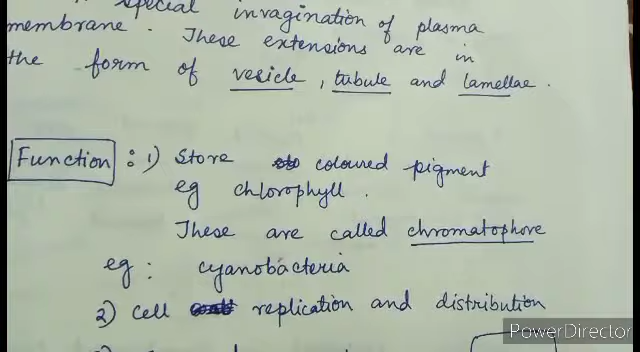 special invagination of plasma
membrane. These extensions are in
the form of vesicle, tubule and lamellae.
Function : 1) Store coloured pigment
eg chlorophyll.
These are called chromatophore
eg: cyanobacteria
2) Cell replication and distribution
PowerDirector